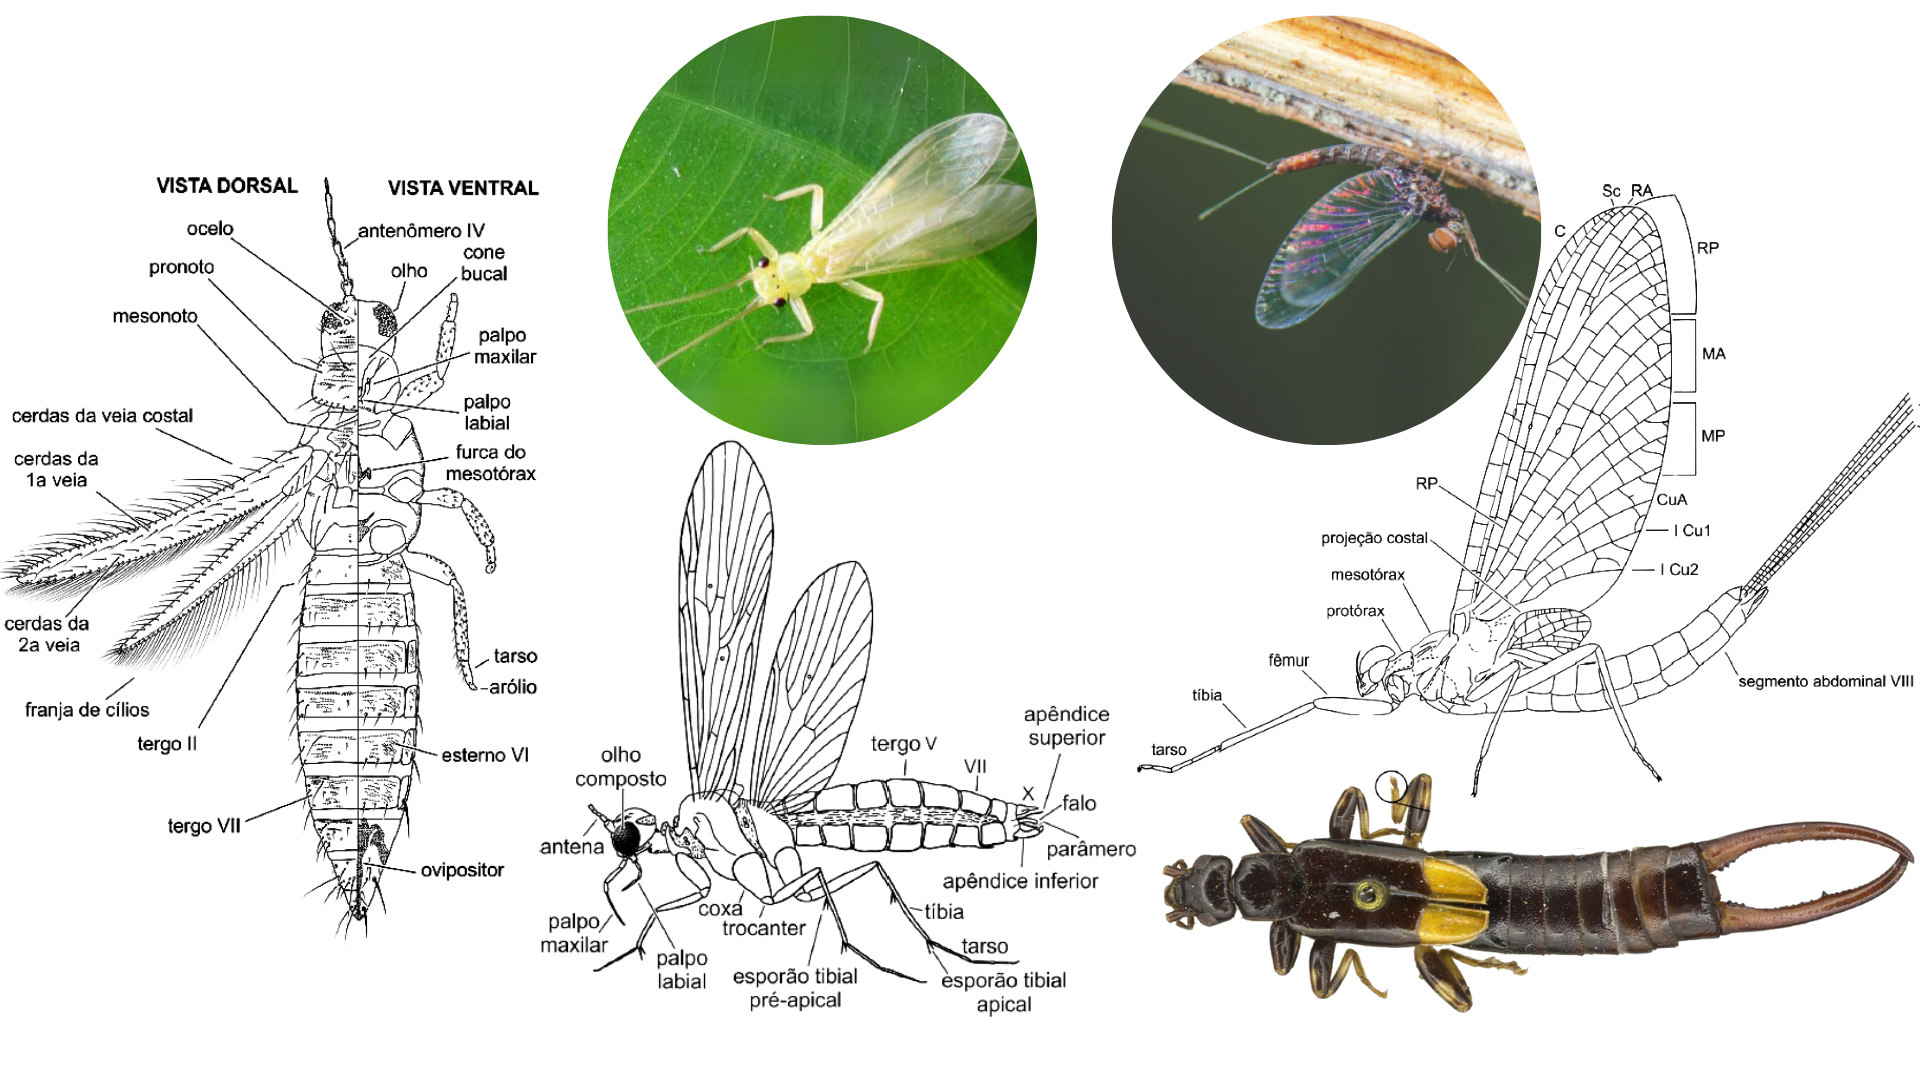 VISTA DORSAL
VISTA VENTRAL
ocelo
antenômero IV
cone
bucal
pronoto
olho
mesonoto
palpo
maxilar
cerdas da veia costal
palpo
labial
cerdas da
1a veia
furca do
mesotórax
cerdas da
2a veia
tarso
arólio
franja de cílios
tergo II
esterno VI
tergo VII
ovipositor
olho
composto
antena
palpo
maxilar
palpo
labial
coxa
trocanter
esporão tibial
pré-apical
tergo V
VII
X
apêndice
superior
falo
parâmero
apêndice inferior
tíbia
tarso
esporão tibial
apical
Sc
RA
C
RP
MA
MP
RP
CuA
I Cu1
I Cu2
projeção costal
mesotórax
protórax
fêmur
tíbia
tarso
segmento abdominal VIII